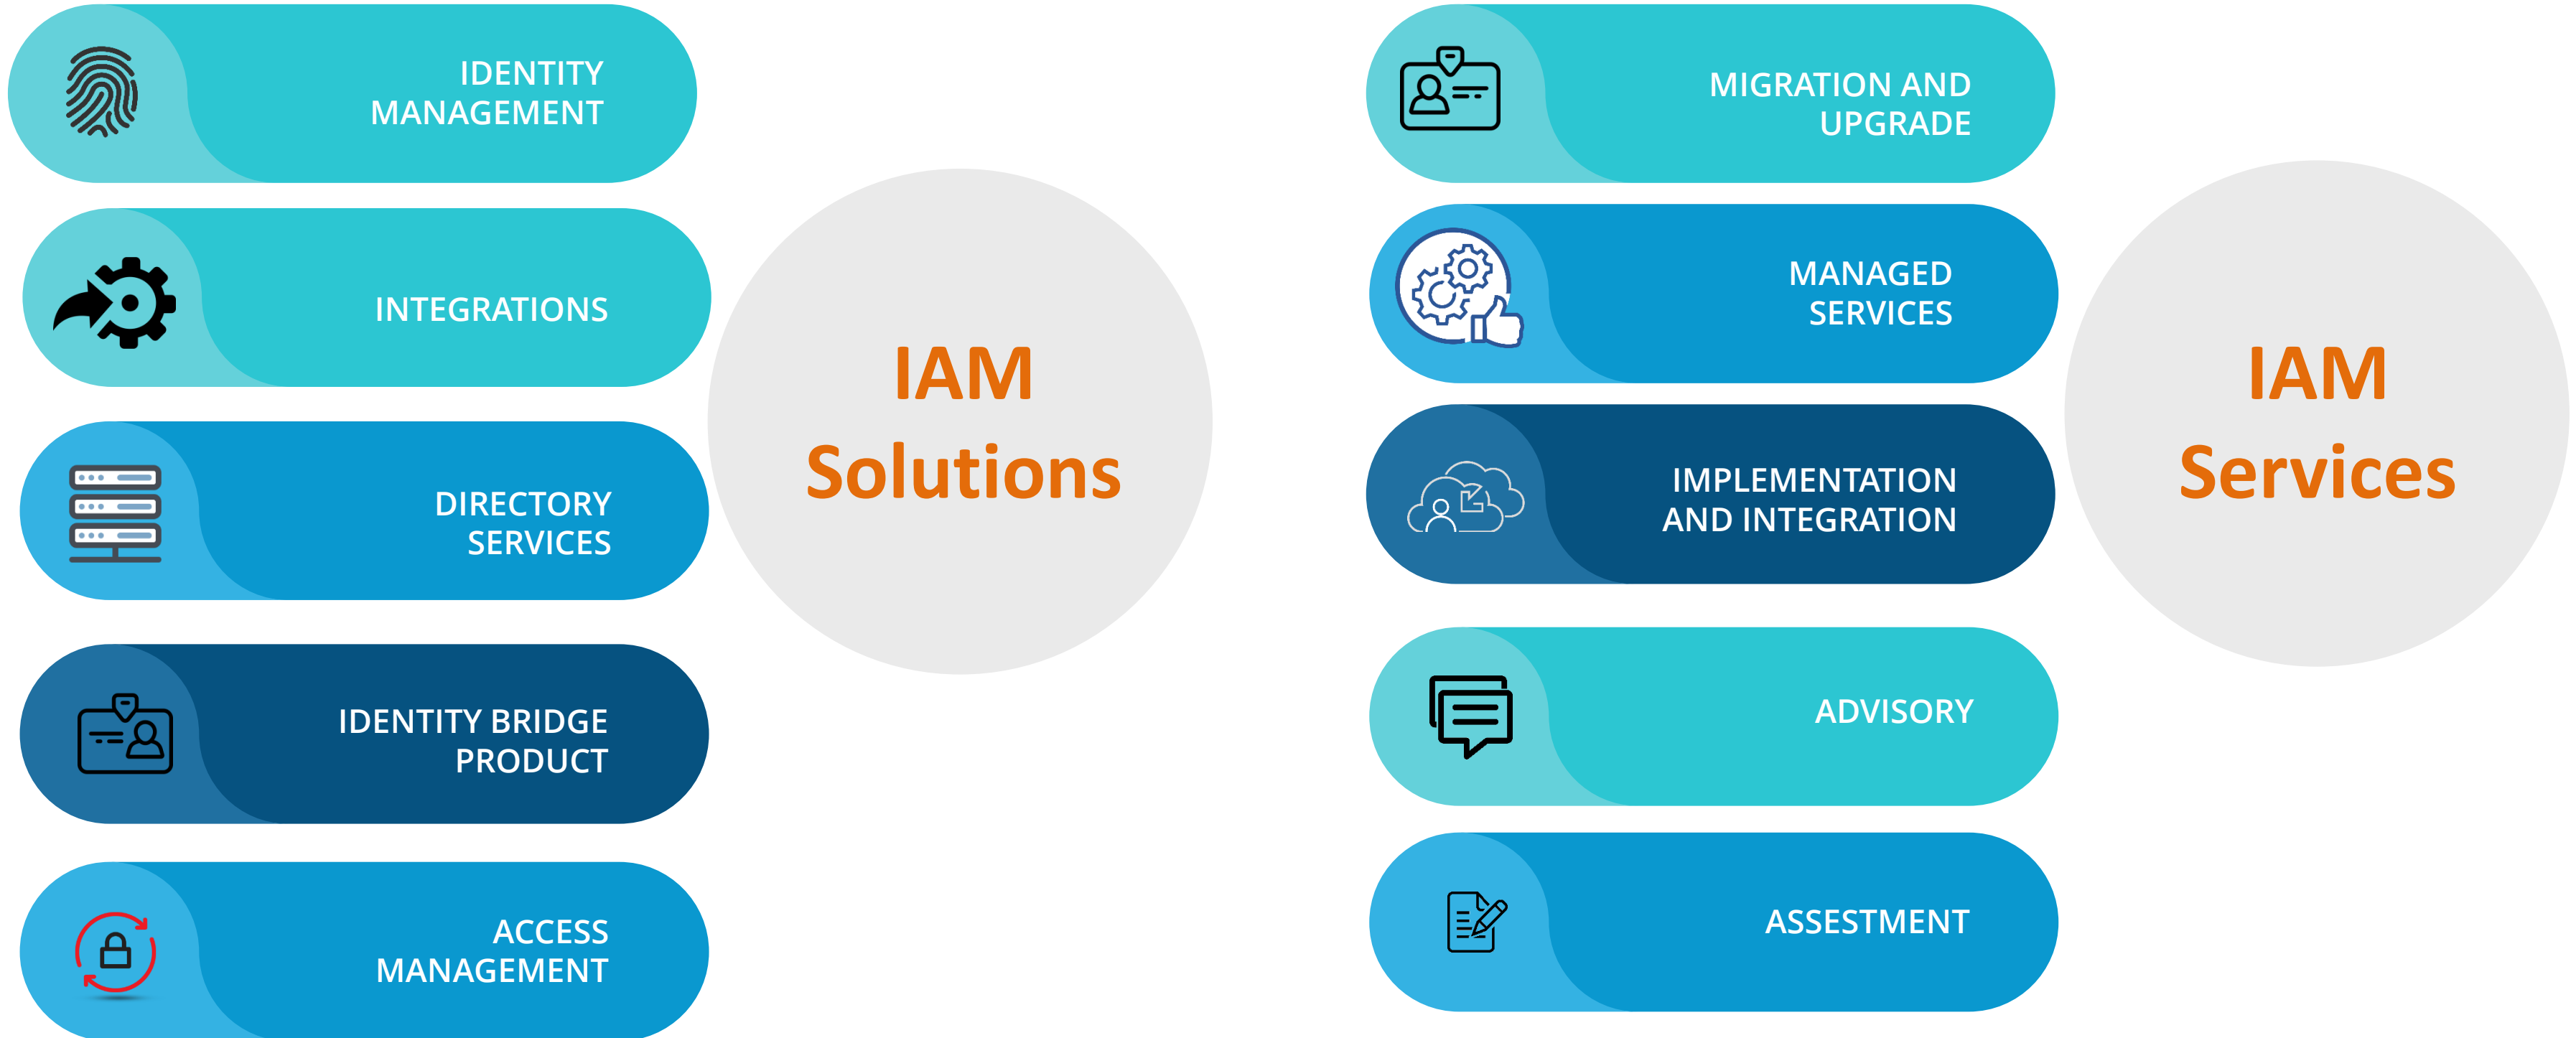 IDENTITY
MANAGEMENT
INTEGRATIONS
DIRECTORY
SERVICES
IDENTITY BRIDGE
PRODUCT
ACCESS
MANAGEMENT
IAM
Solutions
MIGRATION AND
UPGRADE
MANAGED
SERVICES
IMPLEMENTATION
AND INTEGRATION
ADVISORY
ASSESTMENT
IAM
Services